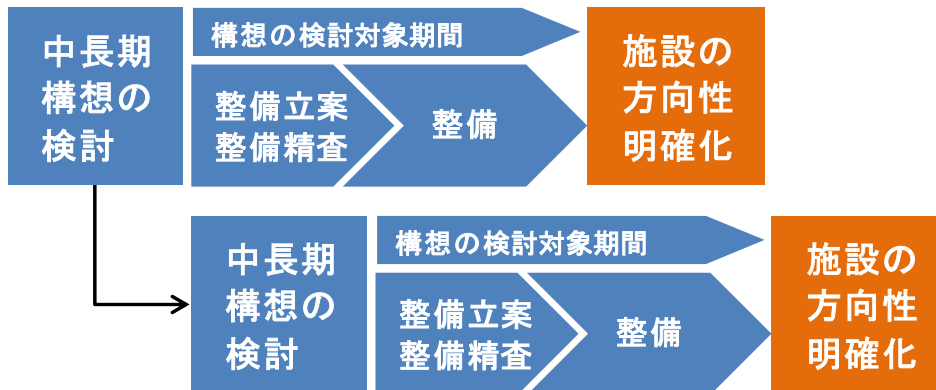 中長期
構想の
検討
構想の検討対象期間
整備立案
整備精査
整備
施設の
方向性
明確化
中長期
構想の
検討
構想の検討対象期間
整備立案
整備精査
整備
施設の
方向性
明確化